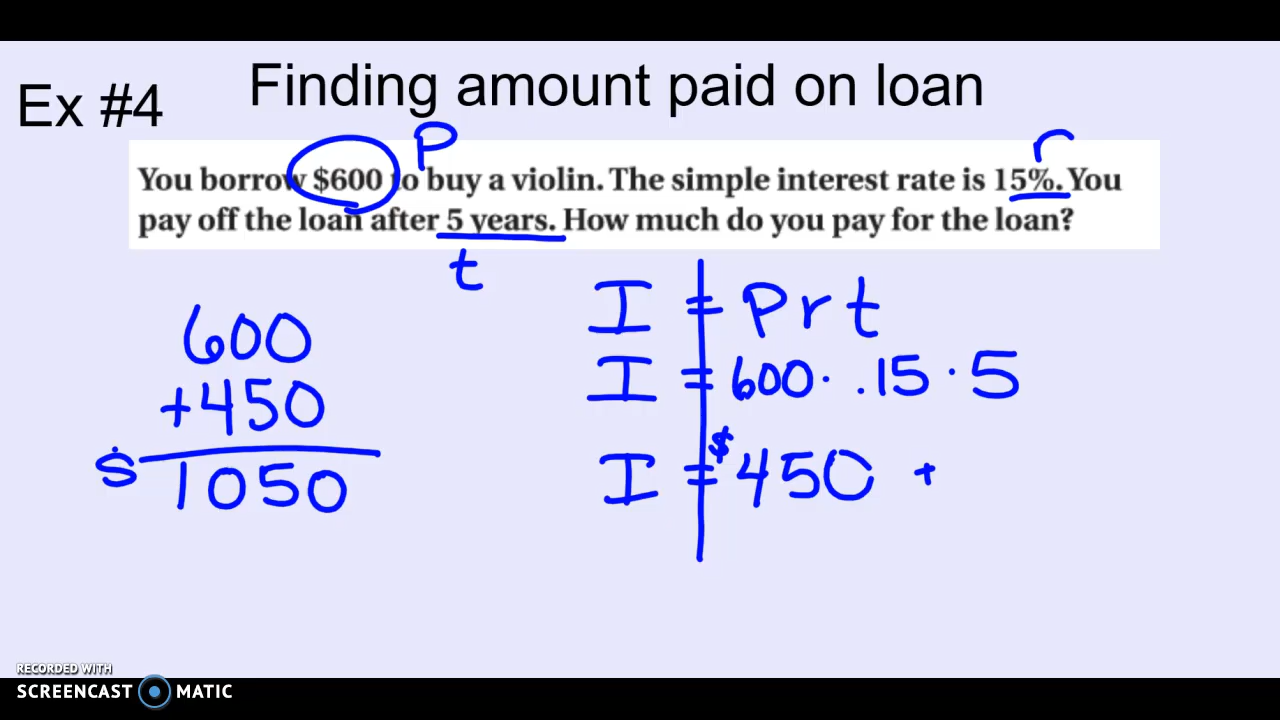 Ex #4
Finding amount paid on loan
p
r
You borrow $600 to buy a violin. The simple interest rate is 15%. You
pay off the loan after 5 years. How much do you pay for the loan?
t
600
+450
$1050
I = prt
I = 600 · .15 · 5
I = $450 +
RECORDED WITH
SCREENCAST MATIC